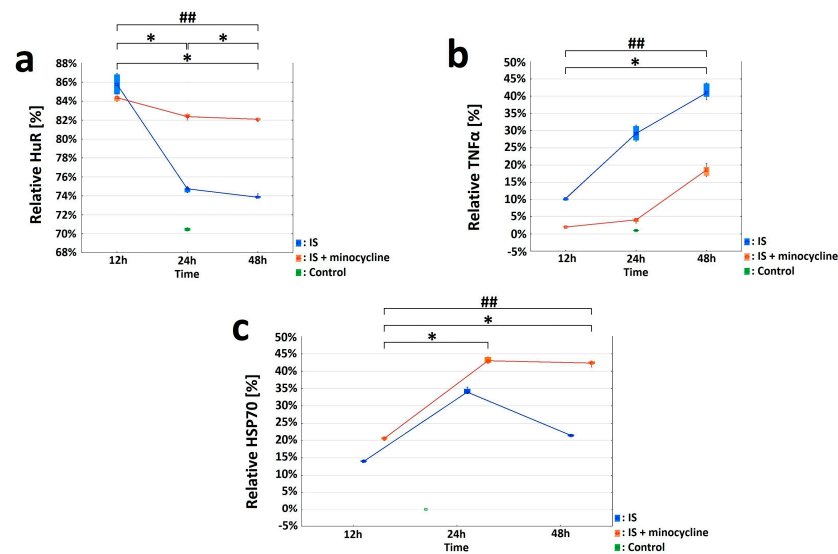 a
##
*
*
*
Relative HuR [%]
88%
86%
84%
82%
80%
78%
76%
74%
72%
70%
68%
12h
24h
48h
Time
: IS
: IS + minocycline
: Control
b
##
*
Relative TNFα [%]
50%
45%
40%
35%
30%
25%
20%
15%
10%
5%
0%
-5%
12h
24h
48h
Time
: IS
: IS + minocycline
: Control
c
##
*
*
Relative HSP70 [%]
50%
45%
40%
35%
30%
25%
20%
15%
10%
5%
0%
-5%
12h
24h
48h
Time
: IS
: IS + minocycline
: Control